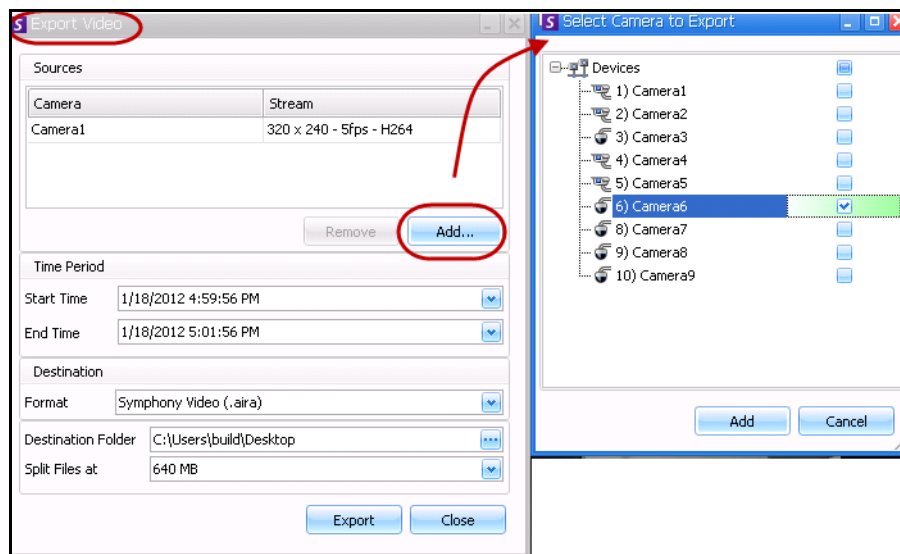 Export Video
Sources
Camera Stream
Camera1 320 x 240 - 5fps - H264
Remove Add...
Time Period
Start Time 1/18/2012 4:59:56 PM
End Time 1/18/2012 5:01:56 PM
Destination
Format Symphony Video (.aira)
Destination Folder C:\Users\build\Desktop
Split Files at 640 MB
Export Close
Select Camera to Export
Devices
1) Camera1
2) Camera2
3) Camera3
4) Camera4
5) Camera5
6) Camera6
8) Camera7
9) Camera8
10) Camera9
Add Cancel